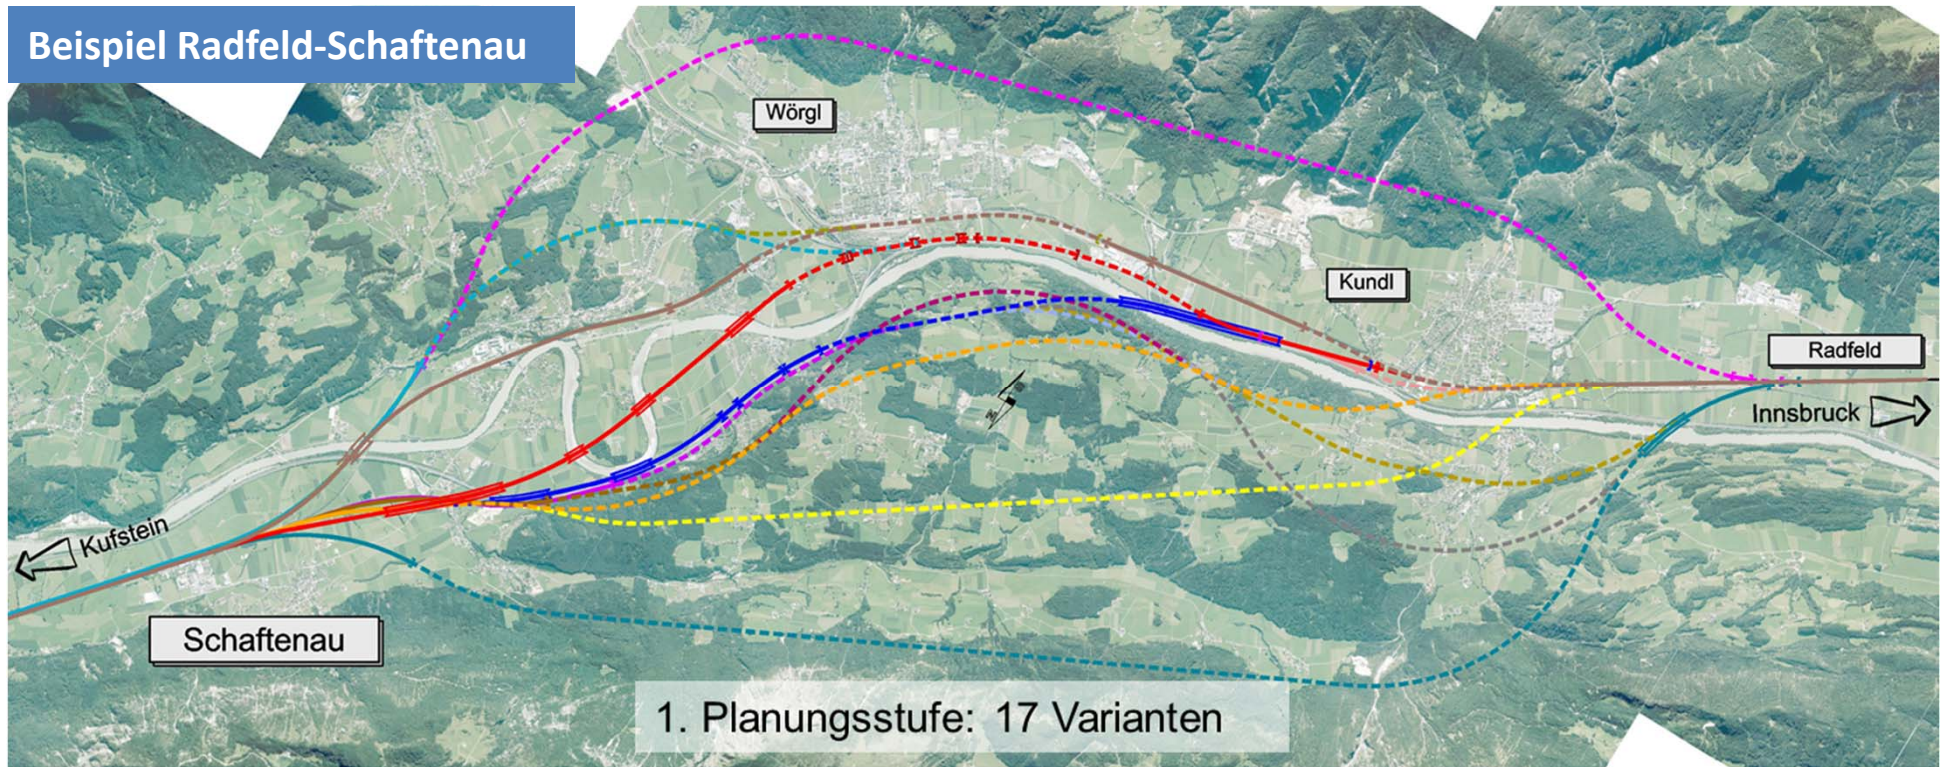 Beispiel Radfeld-Schaftenau
Wörgl
Kundl
Radfeld
Innsbruck
N
Kufstein
Schaftenau
1. Planungsstufe: 17 Varianten